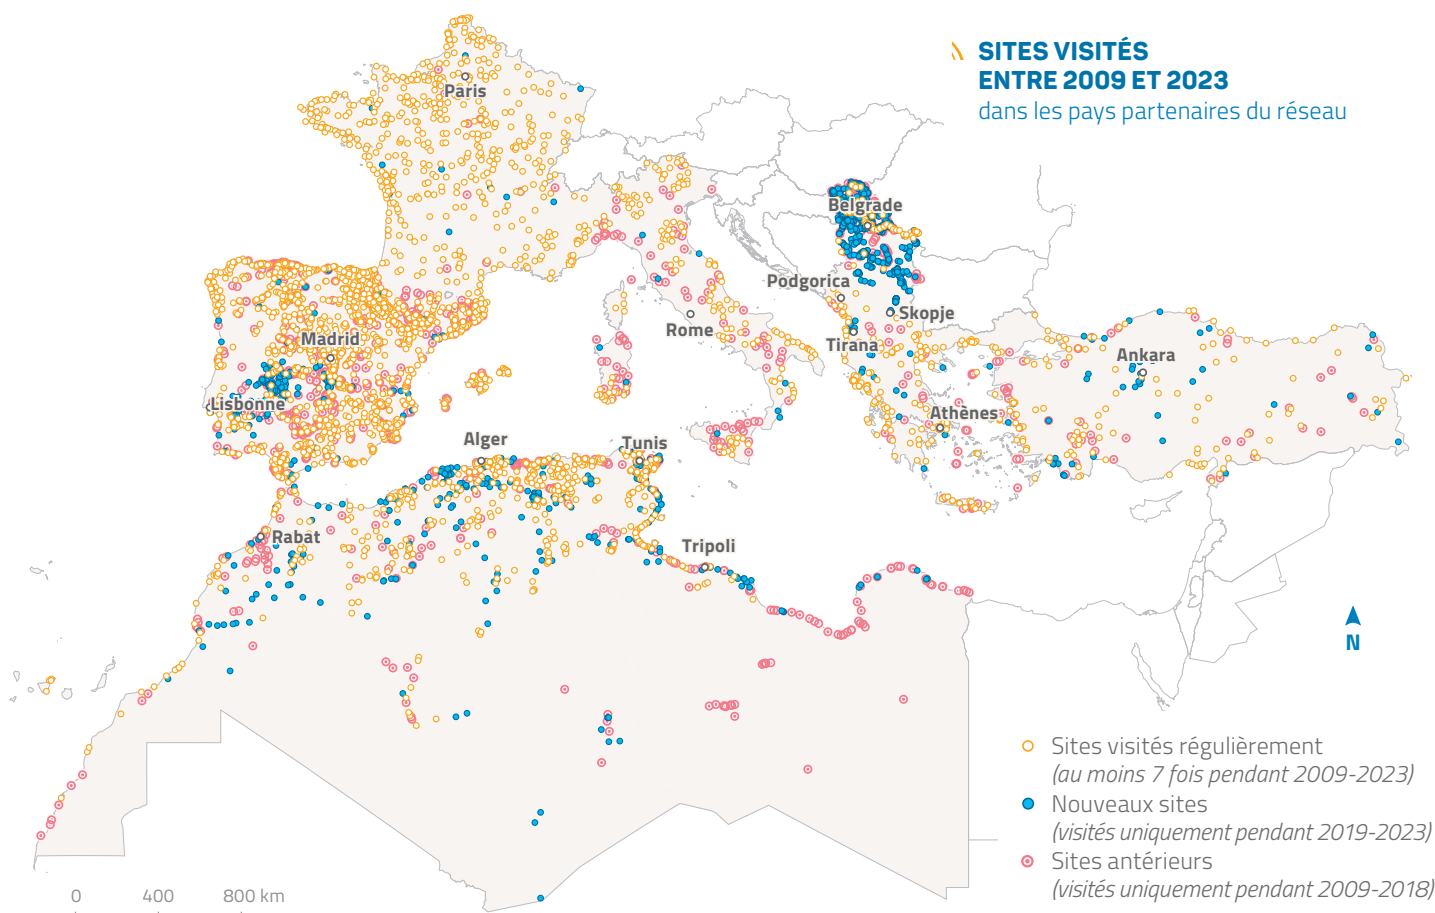 SITES VISITÉS
ENTRE 2009 ET 2023
dans les pays partenaires du réseau
Paris
Belgrade
Podgorica
Skopje
Rome
Tirana
Madrid
Ankara
Lisbonne
Athènes
Alger
Tunis
Rabat
Tripoli
N
Sites visités régulièrement
(au moins 7 fois pendant 2009-2023)
Nouveaux sites
(visités uniquement pendant 2019-2023)
Sites antérieurs
(visités uniquement pendant 2009-2018)
0 400 800 km